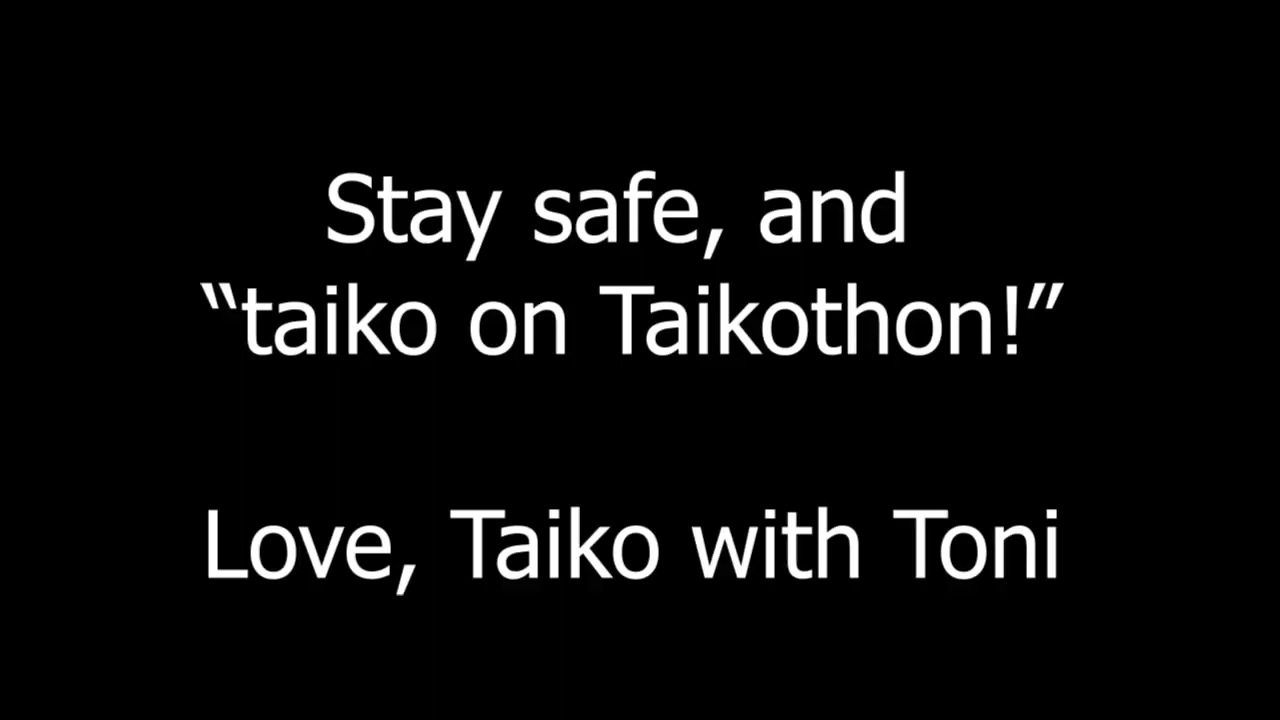 Stay safe, and
“taiko on Taikothon!”
Love, Taiko with Toni